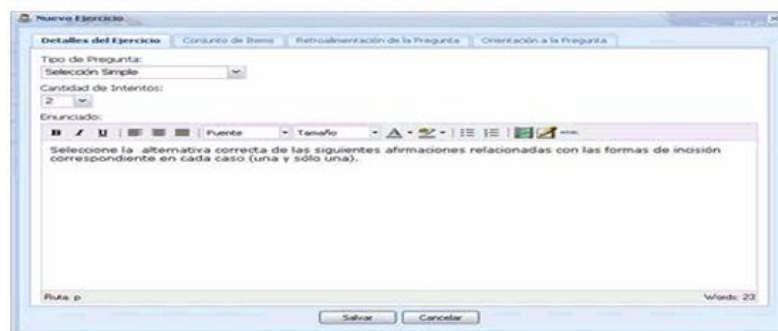 Nuevo Ejercicio
Detalles del Ejercicio Conjunto de Items Retroalimentación de la Pregunta Orientación a la Pregunta
Tipo de Pregunta:
Selección Simple
Cantidad de Intentos:
2
Enunciado:
B I U Fuente Tamaño A HTML
Seleccione la alternativa correcta de las siguientes afirmaciones relacionadas con las formas de incisión
correspondiente en cada caso (una y sólo una).
Ruta: p Words: 23
Salvar Cancelar